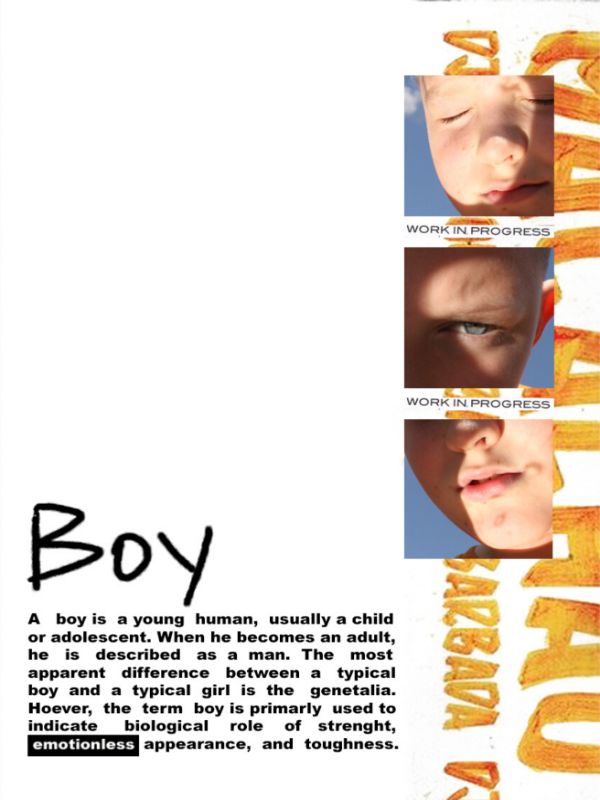 WORK IN PROGRESS
WORK IN PROGRESS
Boy
A boy is a young human, usually a child
or adolescent. When he becomes an adult,
he is described as a man. The most
apparent difference between a typical
boy and a typical girl is the genetalia.
Hoever, the term boy is primarly used to
indicate biological role of strenght,
emotionless appearance, and toughness.